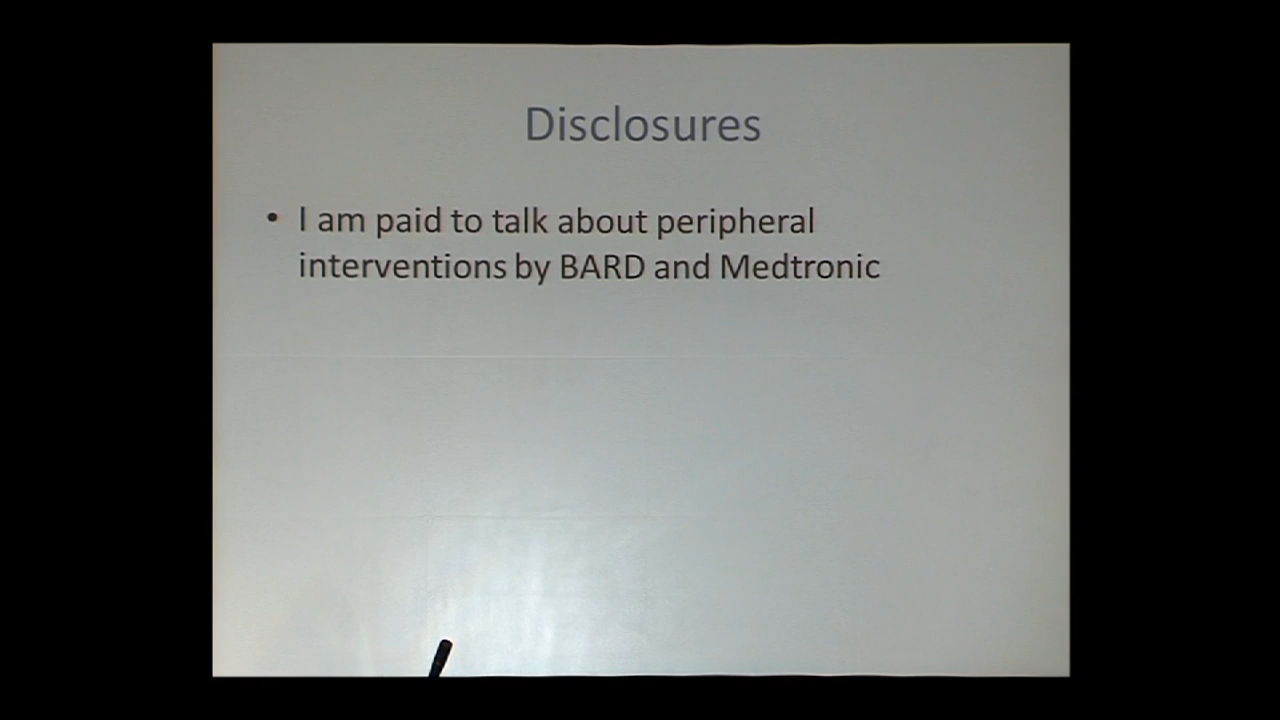 Disclosures
• I am paid to talk about peripheral
interventions by BARD and Medtronic